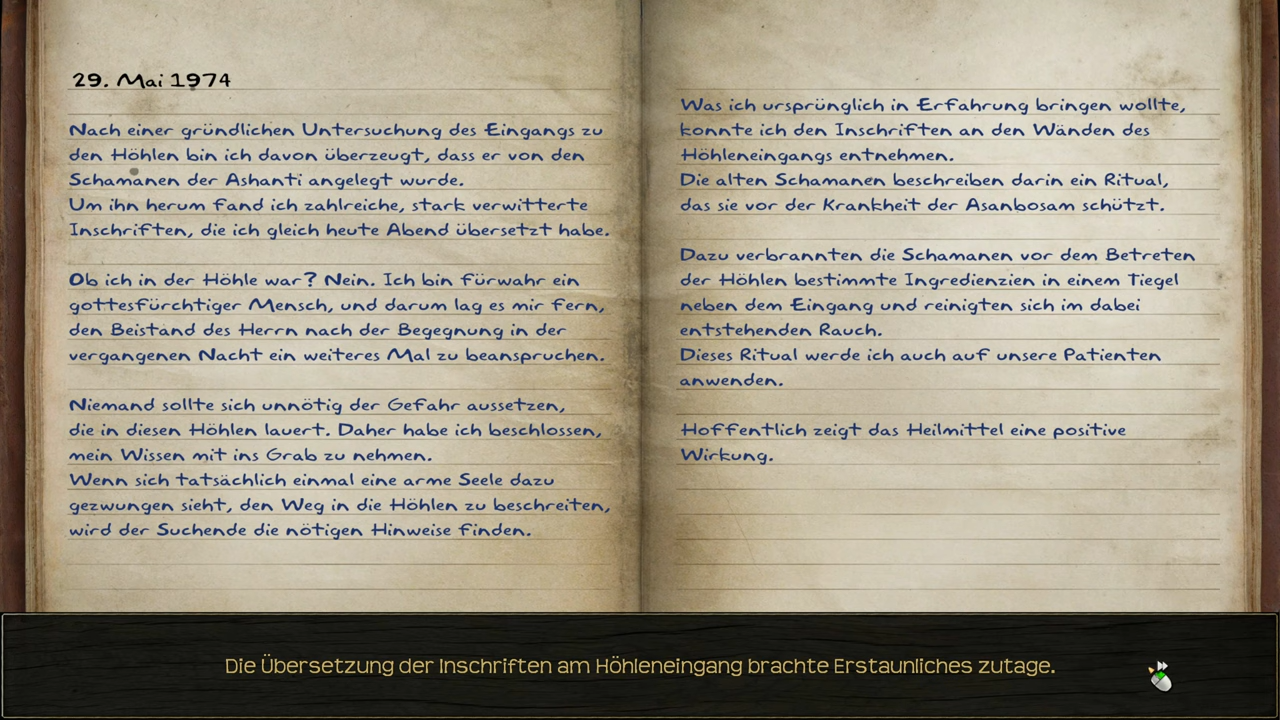 29. Mai 1974
Nach einer gründlichen Untersuchung des Eingangs zu
den Höhlen bin ich davon überzeugt, dass er von den
Schamanen der Ashanti angelegt wurde.
Um ihn herum fand ich zahlreiche, stark verwitterte
Inschriften, die ich gleich heute Abend übersetzt habe.
Ob ich in der Höhle war? Nein. Ich bin fürwahr ein
gottesfürchtiger Mensch, und darum lag es mir fern,
den Beistand des Herrn nach der Begegnung in der
vergangenen Nacht ein weiteres Mal zu beanspruchen.
Niemand sollte sich unnötig der Gefahr aussetzen,
die in diesen Höhlen lauert. Daher habe ich beschlossen,
mein Wissen mit ins Grab zu nehmen.
Wenn sich tatsächlich einmal eine arme Seele dazu
gezwungen sieht, den Weg in die Höhlen zu beschreiten,
wird der Suchende die nötigen Hinweise finden.
Was ich ursprünglich in Erfahrung bringen wollte,
konnte ich den Inschriften an den Wänden des
Höhleneingangs entnehmen.
Die alten Schamanen beschreiben darin ein Ritual,
das sie vor der Krankheit der Asanbosam schützt.
Dazu verbrannten die Schamanen vor dem Betreten
der Höhlen bestimmte Ingredienzien in einem Tiegel
neben dem Eingang und reinigten sich im dabei
entstehenden Rauch.
Dieses Ritual werde ich auch auf unsere Patienten
anwenden.
Hoffentlich zeigt das Heilmittel eine positive
Wirkung.
Die Übersetzung der Inschriften am Höhleneingang brachte Erstaunliches zutage.